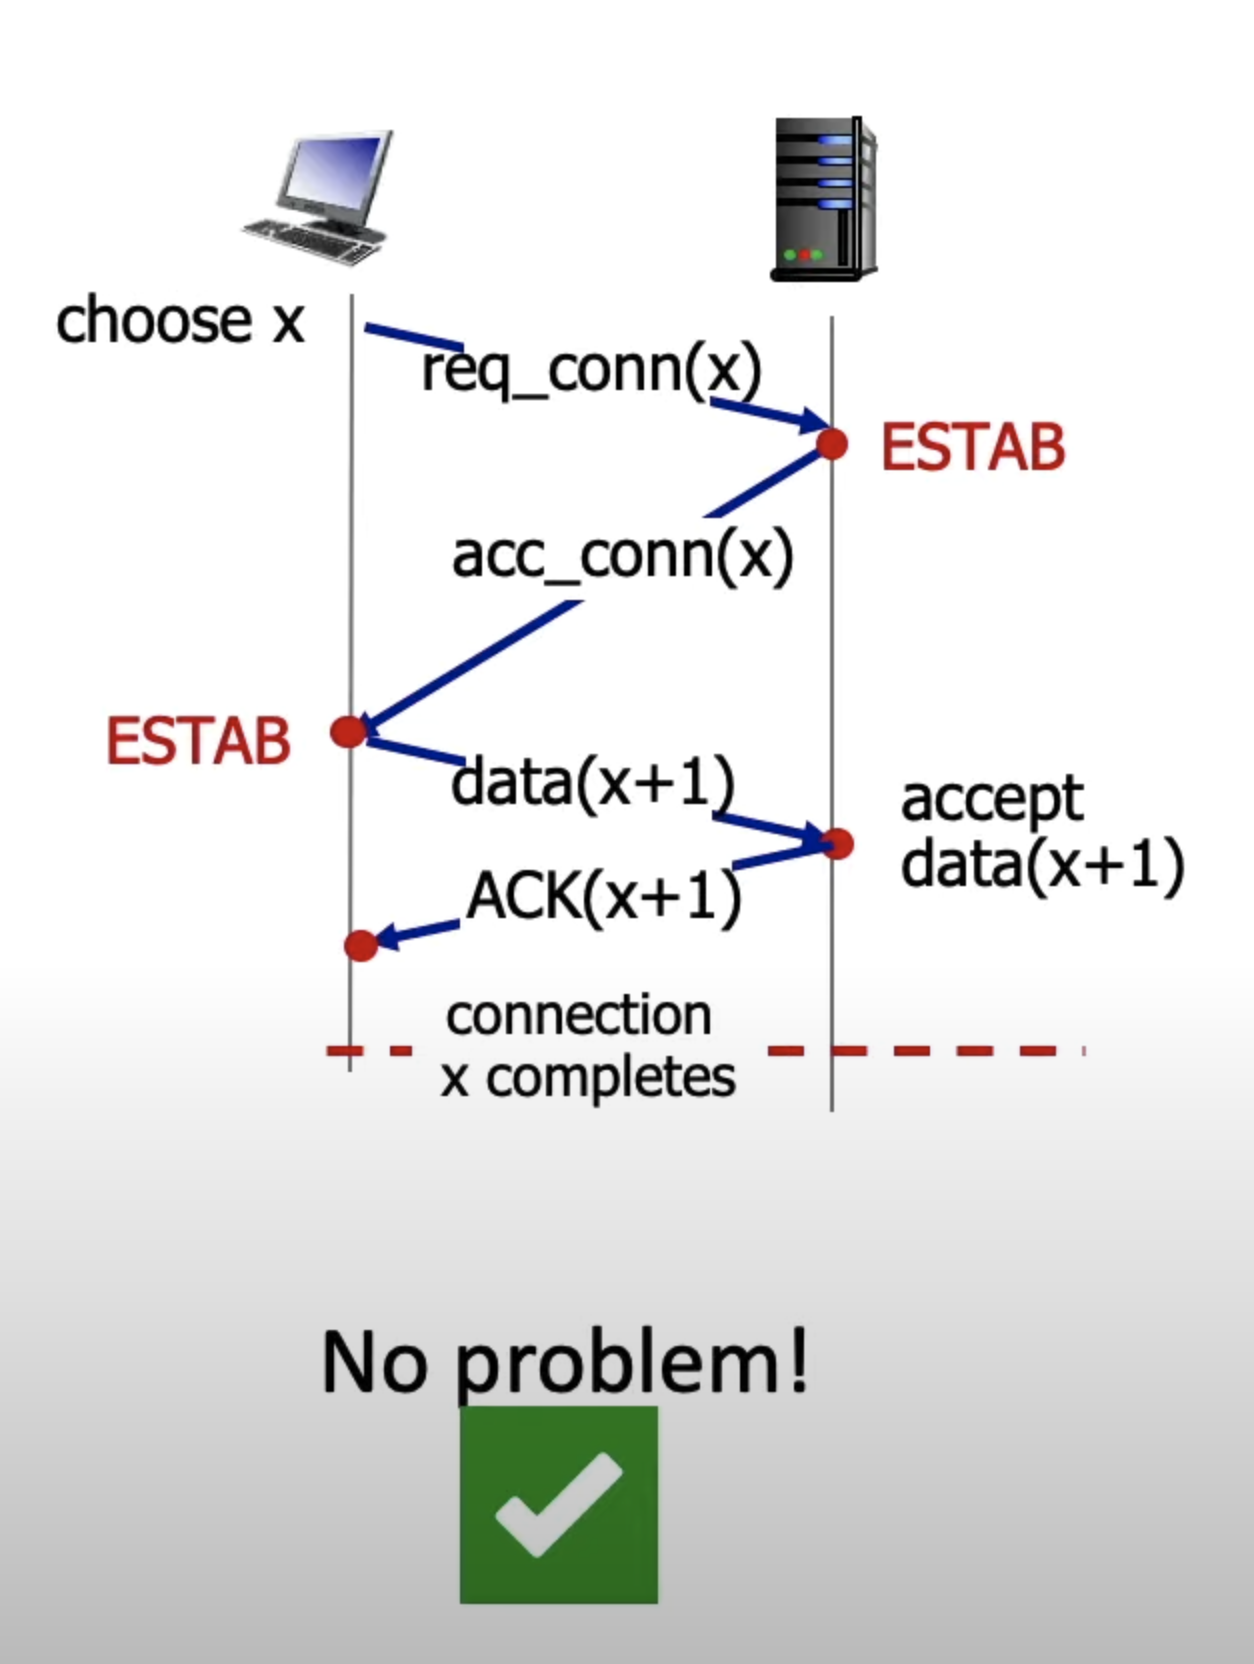 choose x
req_conn(x)
ESTAB
acc_conn(x)
ESTAB
data(x+1)
accept
data(x+1)
ACK(x+1)
connection
x completes
No problem!